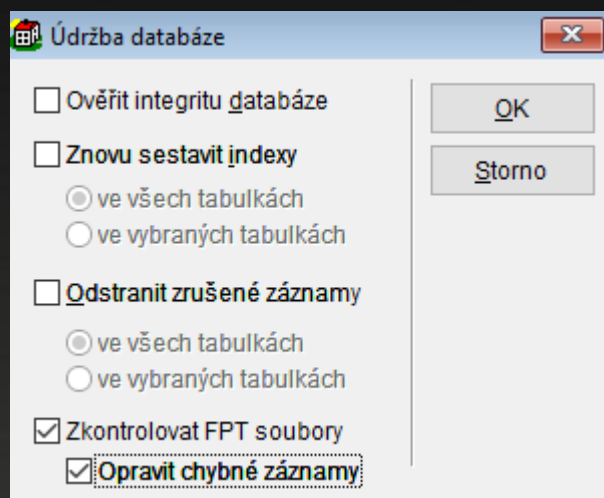 Údržba databáze
Ověřit integritu databáze
Znovu sestavit indexy
ve všech tabulkách
ve vybraných tabulkách
Odstranit zrušené záznamy
ve všech tabulkách
ve vybraných tabulkách
Zkontrolovat FPT soubory
Opravit chybné záznamy
OK
Storno